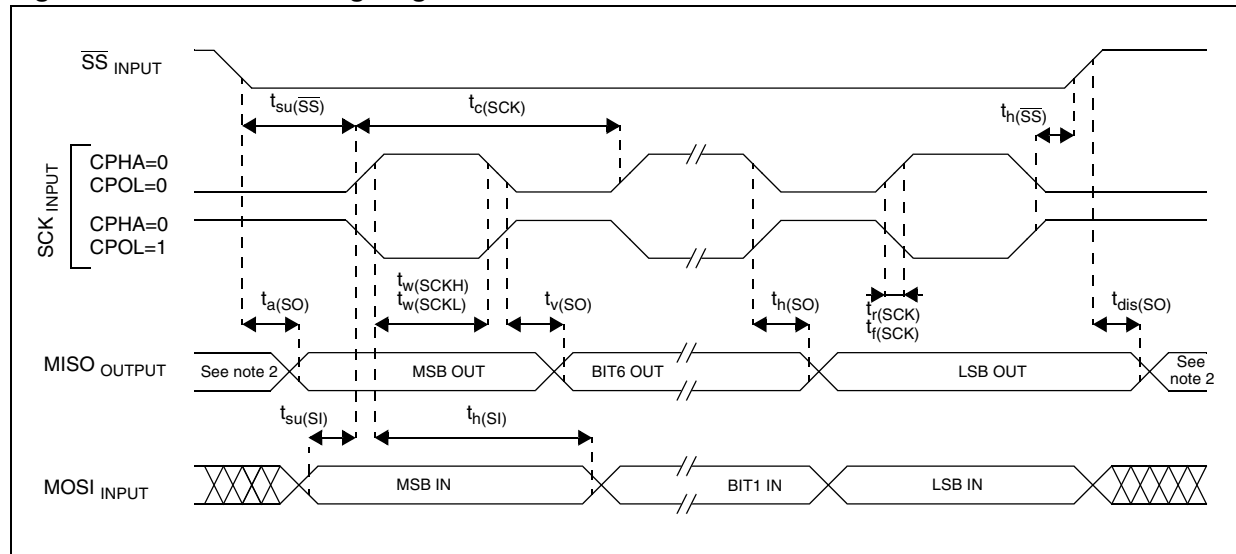 SS INPUT
tsu(SS)
tc(SCK)
th(SS)
SCK INPUT
CPHA=0
CPOL=0
CPHA=0
CPOL=1
ta(SO)
tw(SCKH)
tw(SCKL)
tv(SO)
th(SO)
tr(SCK)
tf(SCK)
tdis(SO)
MISO OUTPUT
See note 2
MSB OUT
BIT6 OUT
LSB OUT
See
note 2
tsu(SI)
th(SI)
MOSI INPUT
MSB IN
BIT1 IN
LSB IN